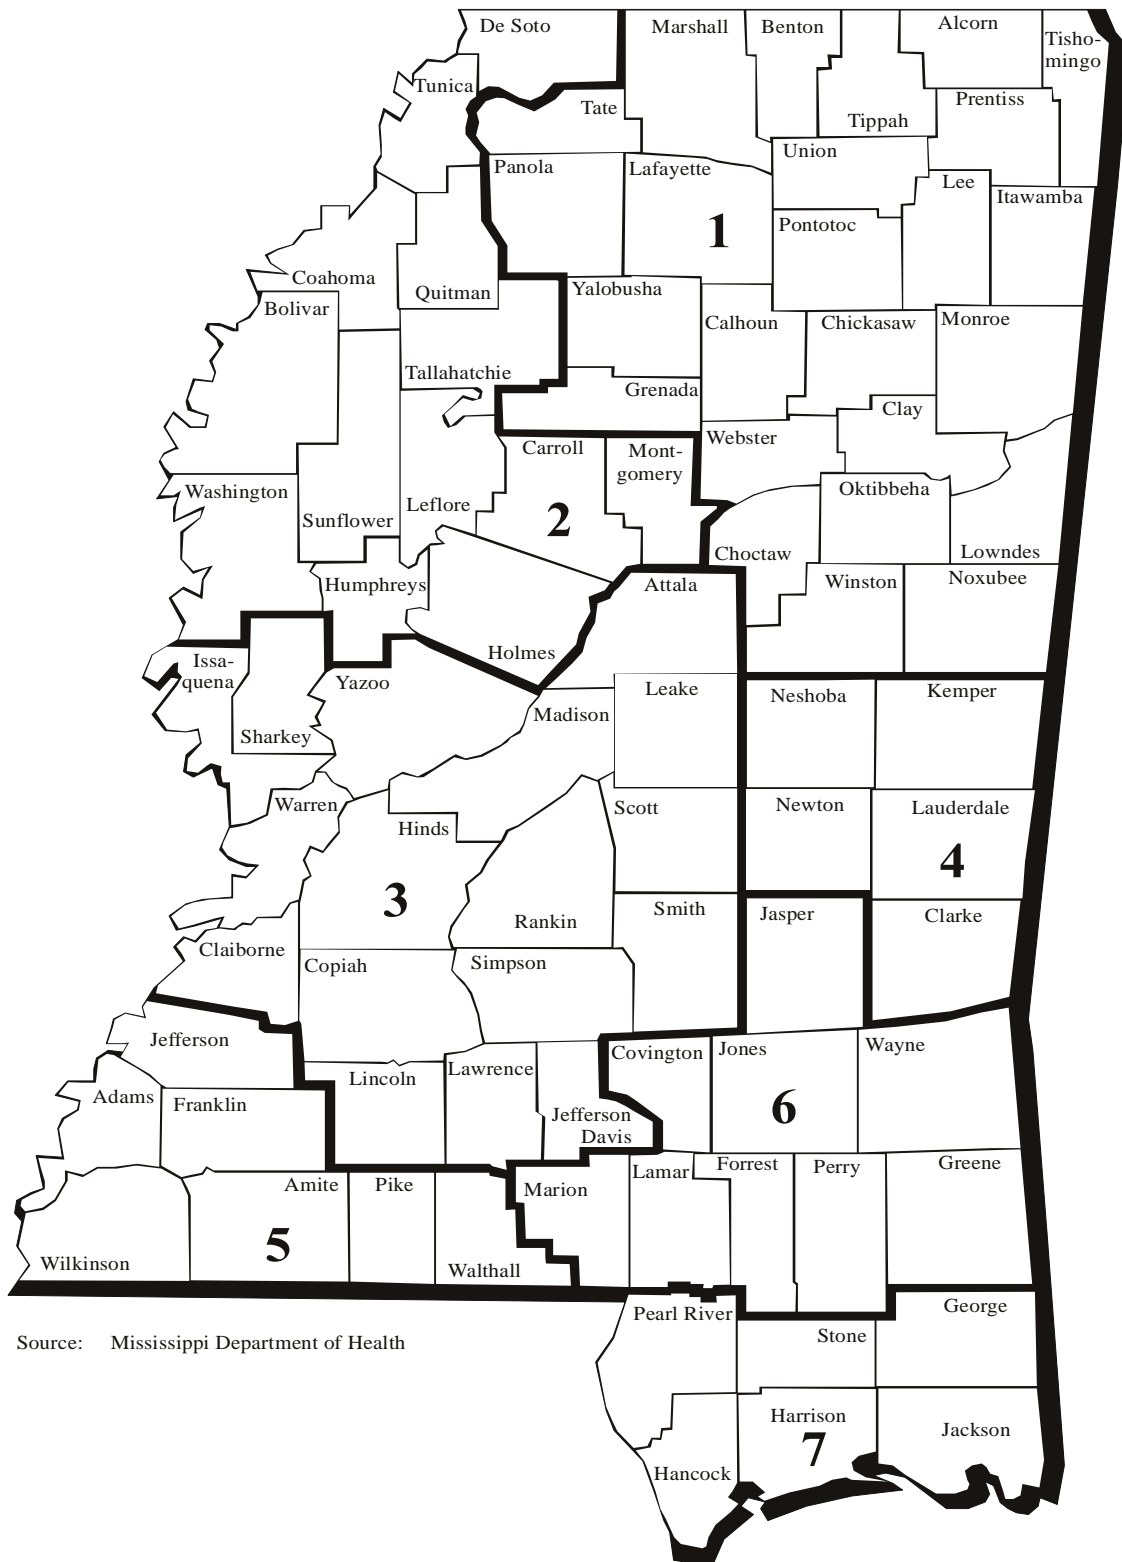 De Soto
Marshall
Benton
Alcorn
Tisho-
mingo
Tunica
Tate
Tippah
Prentiss
Panola
Lafayette
Union
Lee
Itawamba
1
Pontotoc
Coahoma
Quitman
Yalobusha
Bolivar
Calhoun
Chickasaw
Monroe
Tallahatchie
Grenada
Clay
Carroll
Mont-
gomery
Webster
Washington
Sunflower
Leflore
2
Oktibbeha
Choctaw
Lowndes
Humphreys
Attala
Winston
Noxubee
Holmes
Issa-
quena
Yazoo
Leake
Neshoba
Kemper
Madison
Sharkey
Warren
Hinds
Scott
Newton
Lauderdale
4
3
Rankin
Smith
Jasper
Clarke
Claiborne
Copiah
Simpson
Jefferson
Covington
Jones
Wayne
Lincoln
Lawrence
Adams
Franklin
Jefferson
Davis
6
Amite
Pike
Marion
Lamar
Forrest
Perry
Greene
5
Wilkinson
Walthall
Pearl River
George
Stone
Source: Mississippi Department of Health
Harrison
7
Jackson
Hancock